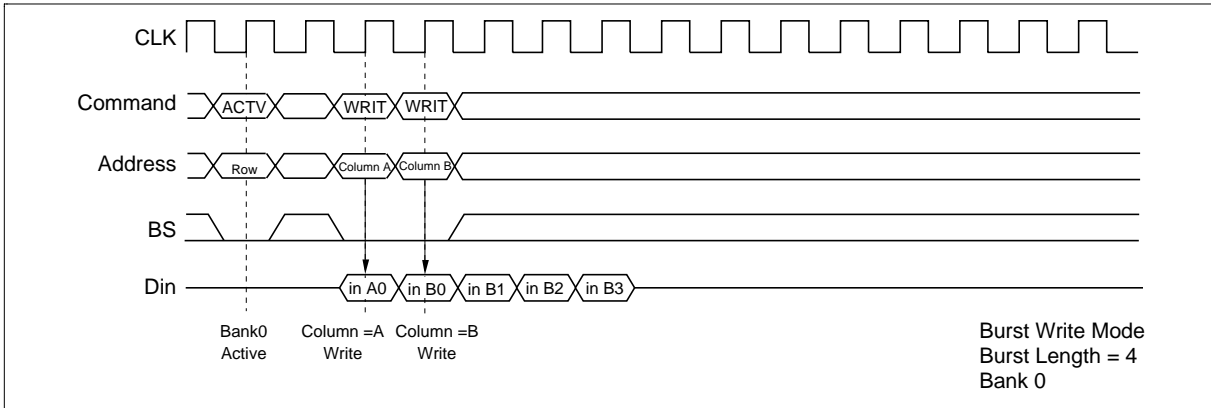 CLK
Command ACTV WRIT WRIT
Address Row Column A Column B
BS
Din in A0 in B0 in B1 in B2 in B3
Bank0 Column =A Column =B
Active Write Write
Burst Write Mode
Burst Length = 4
Bank 0